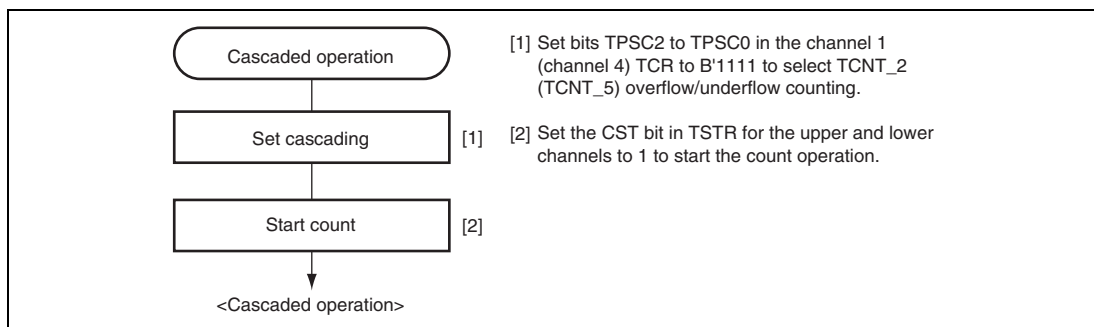 Cascaded operation
Set cascading
[1]
Start count
[2]
<Cascaded operation>
[1] Set bits TPSC2 to TPSC0 in the channel 1
(channel 4) TCR to B'1111 to select TCNT_2
(TCNT_5) overflow/underflow counting.
[2] Set the CST bit in TSTR for the upper and lower
channels to 1 to start the count operation.